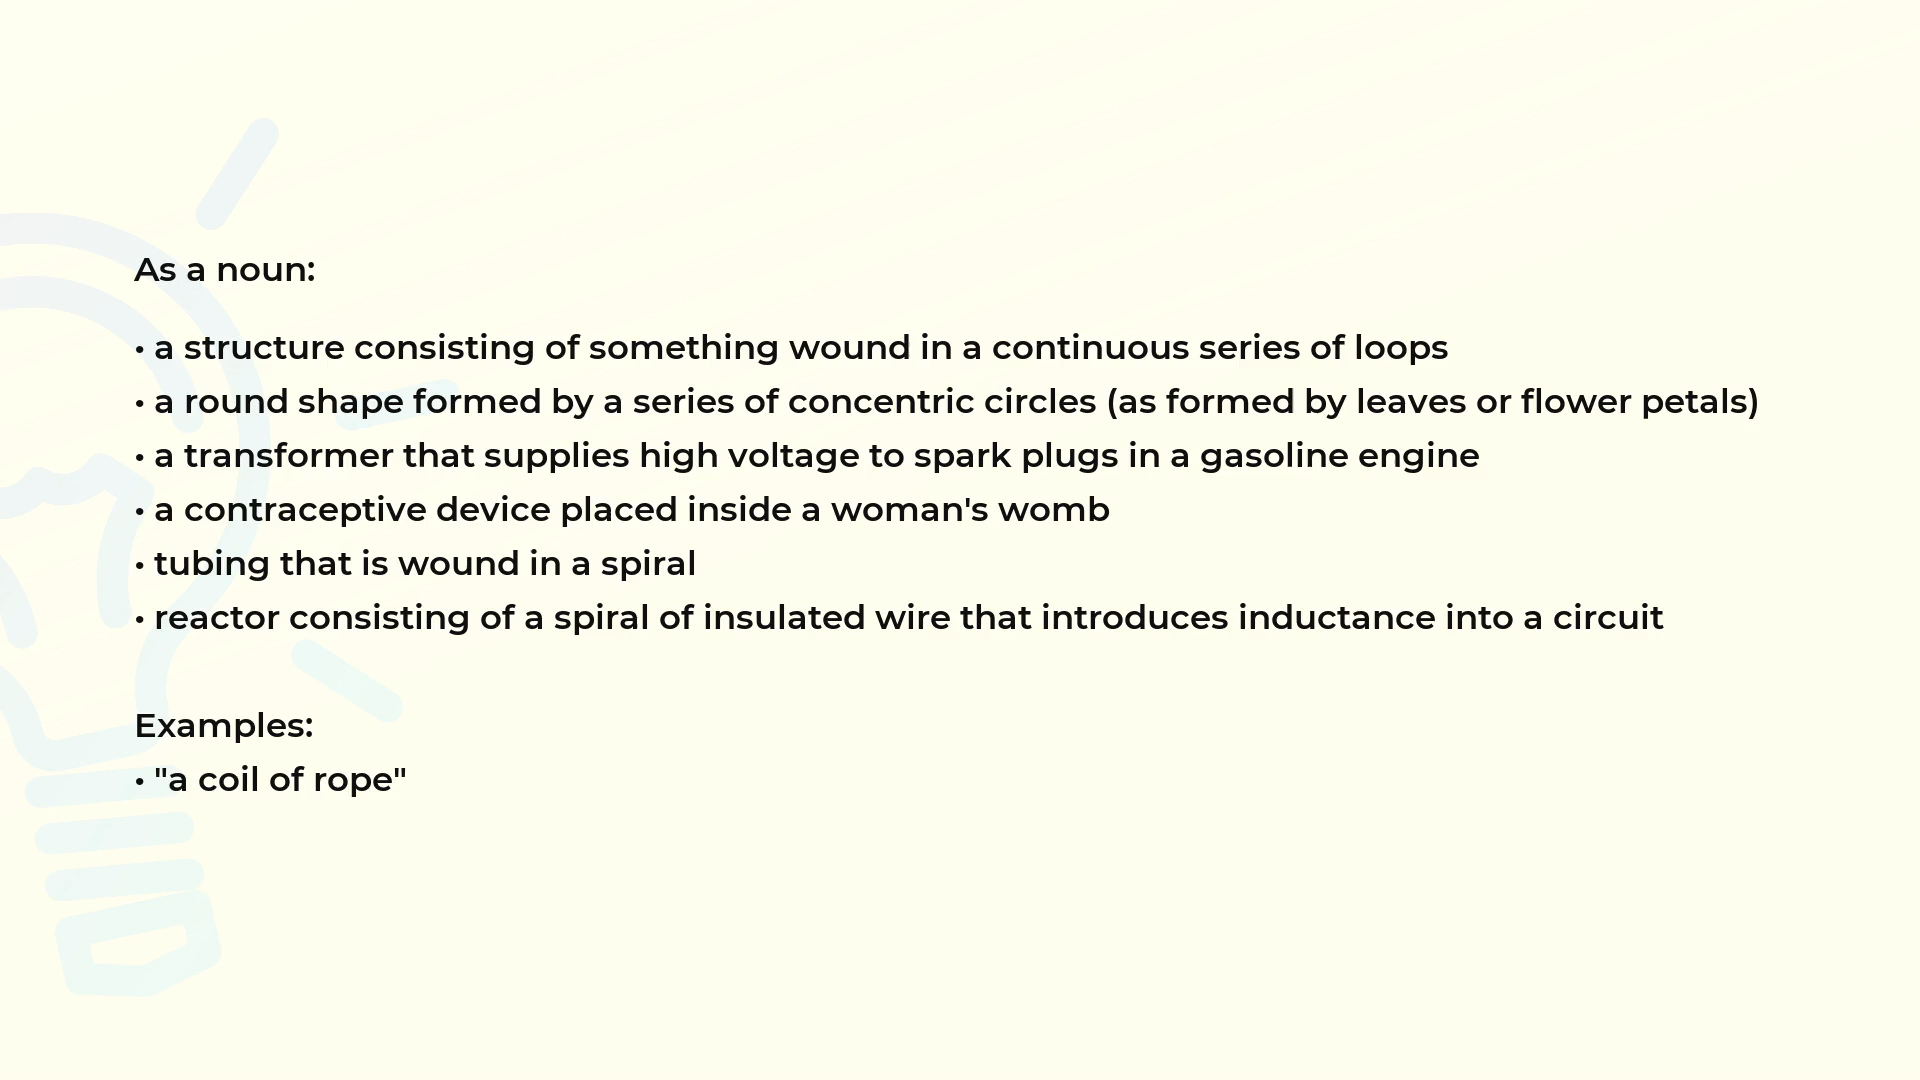 As a noun:
• a structure consisting of something wound in a continuous series of loops
• a round shape formed by a series of concentric circles (as formed by leaves or flower petals)
• a transformer that supplies high voltage to spark plugs in a gasoline engine
• a contraceptive device placed inside a woman's womb
• tubing that is wound in a spiral
• reactor consisting of a spiral of insulated wire that introduces inductance into a circuit
Examples:
• "a coil of rope"